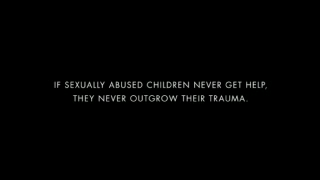 IF SEXUALLY ABUSED CHILDREN NEVER GET HELP,
THEY NEVER OUTGROW THEIR TRAUMA.